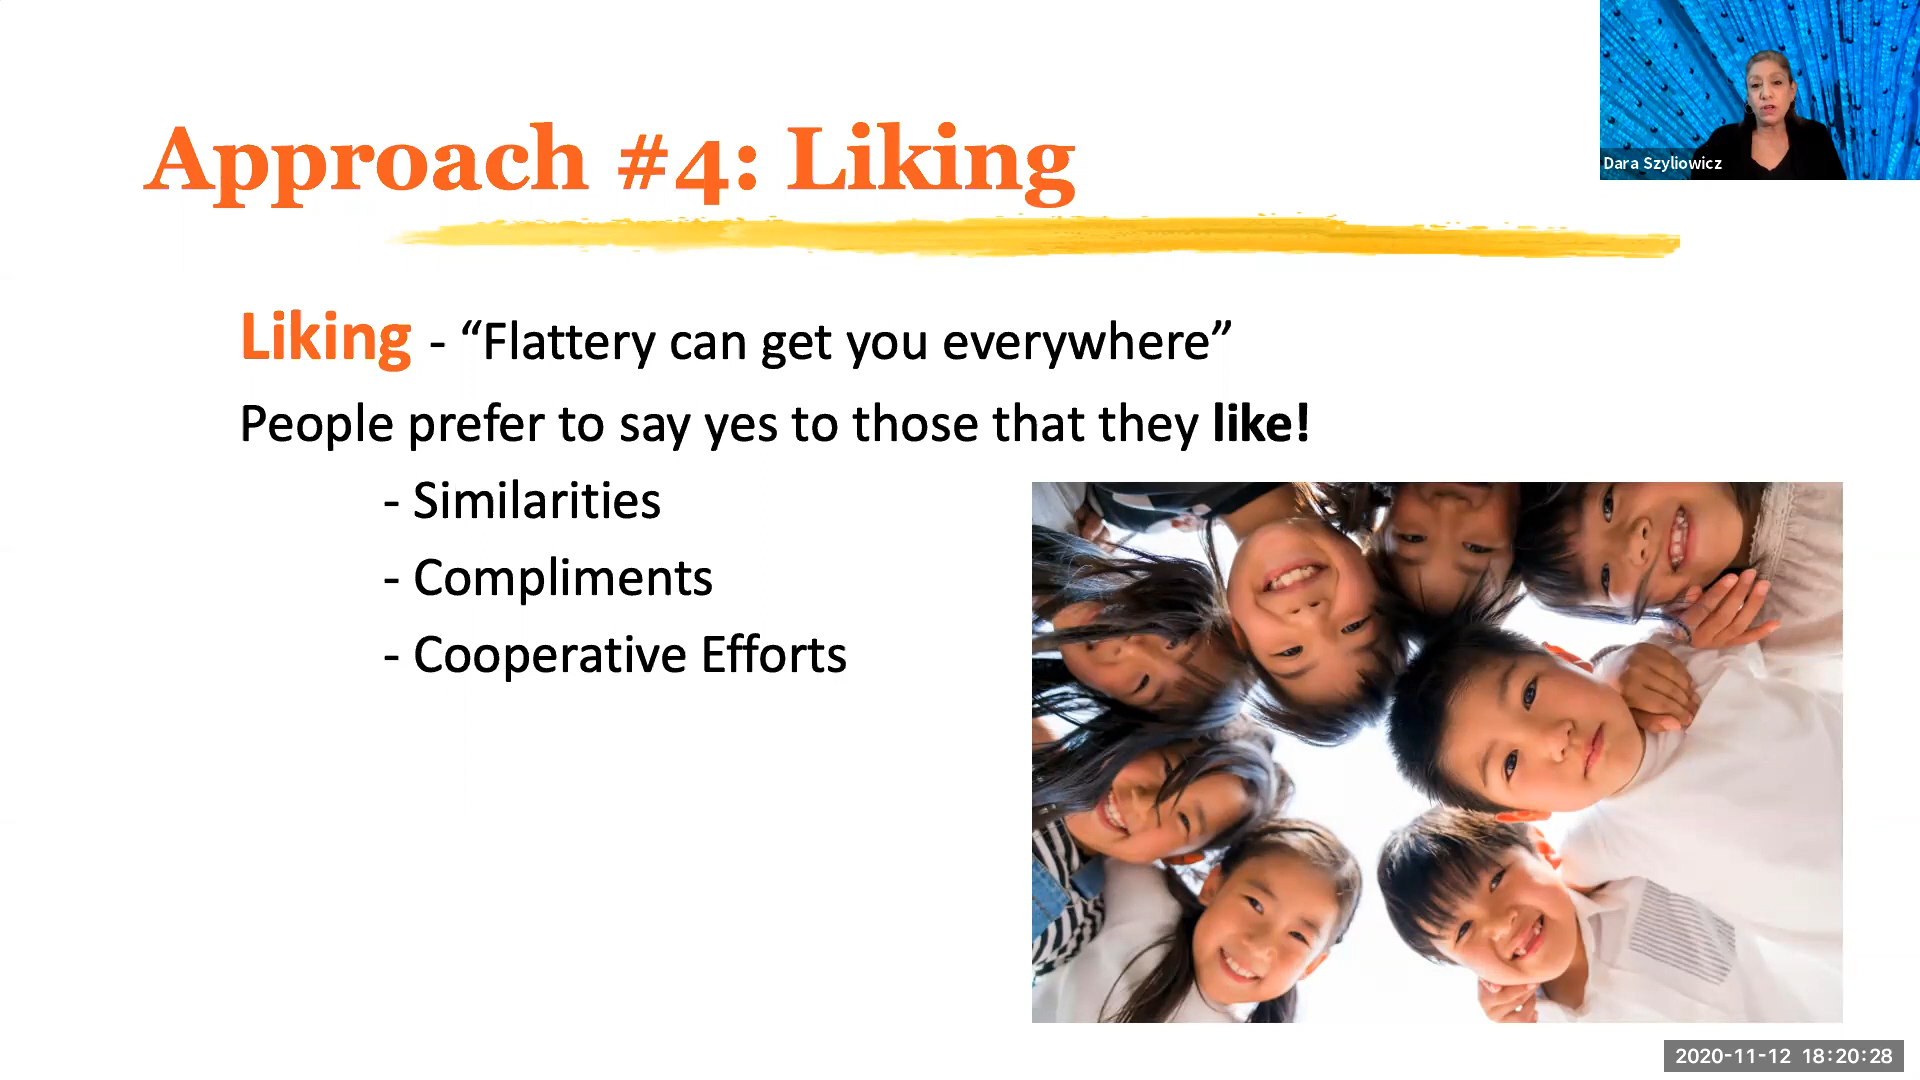 Approach #4: Liking
Dara Szyliowicz
Liking - “Flattery can get you everywhere”
People prefer to say yes to those that they like!
- Similarities
- Compliments
- Cooperative Efforts
2020-11-12 18:20:28